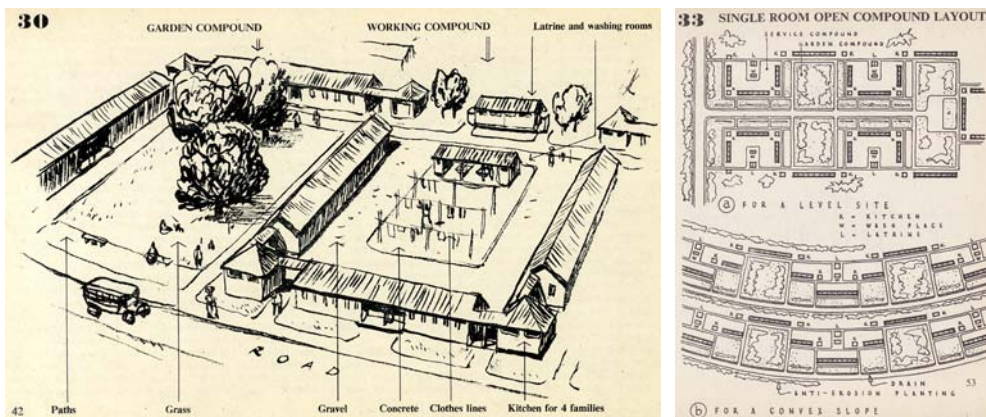 30
GARDEN COMPOUND
WORKING COMPOUND
Latrine and washing rooms
ROAD
42
Paths
Grass
Gravel
Concrete
Clothes lines
Kitchen for 4 families
33 SINGLE ROOM OPEN COMPOUND LAYOUT
SERVICE COMPOUND
GARDEN COMPOUND
a FOR A LEVEL SITE
K = KITCHEN
W = WASH PLACE
L = LATRINE
DRAIN
ANTI-EROSION PLANTING
53
b FOR A CONVEX SLOPE